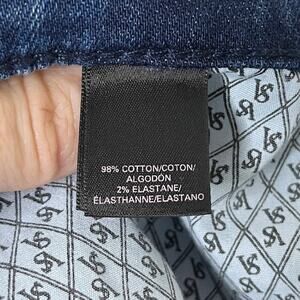 98% COTTON/COTON/
ALGODÓN
2% ELASTANE/
ÉLASTHANNE/ELASTANO